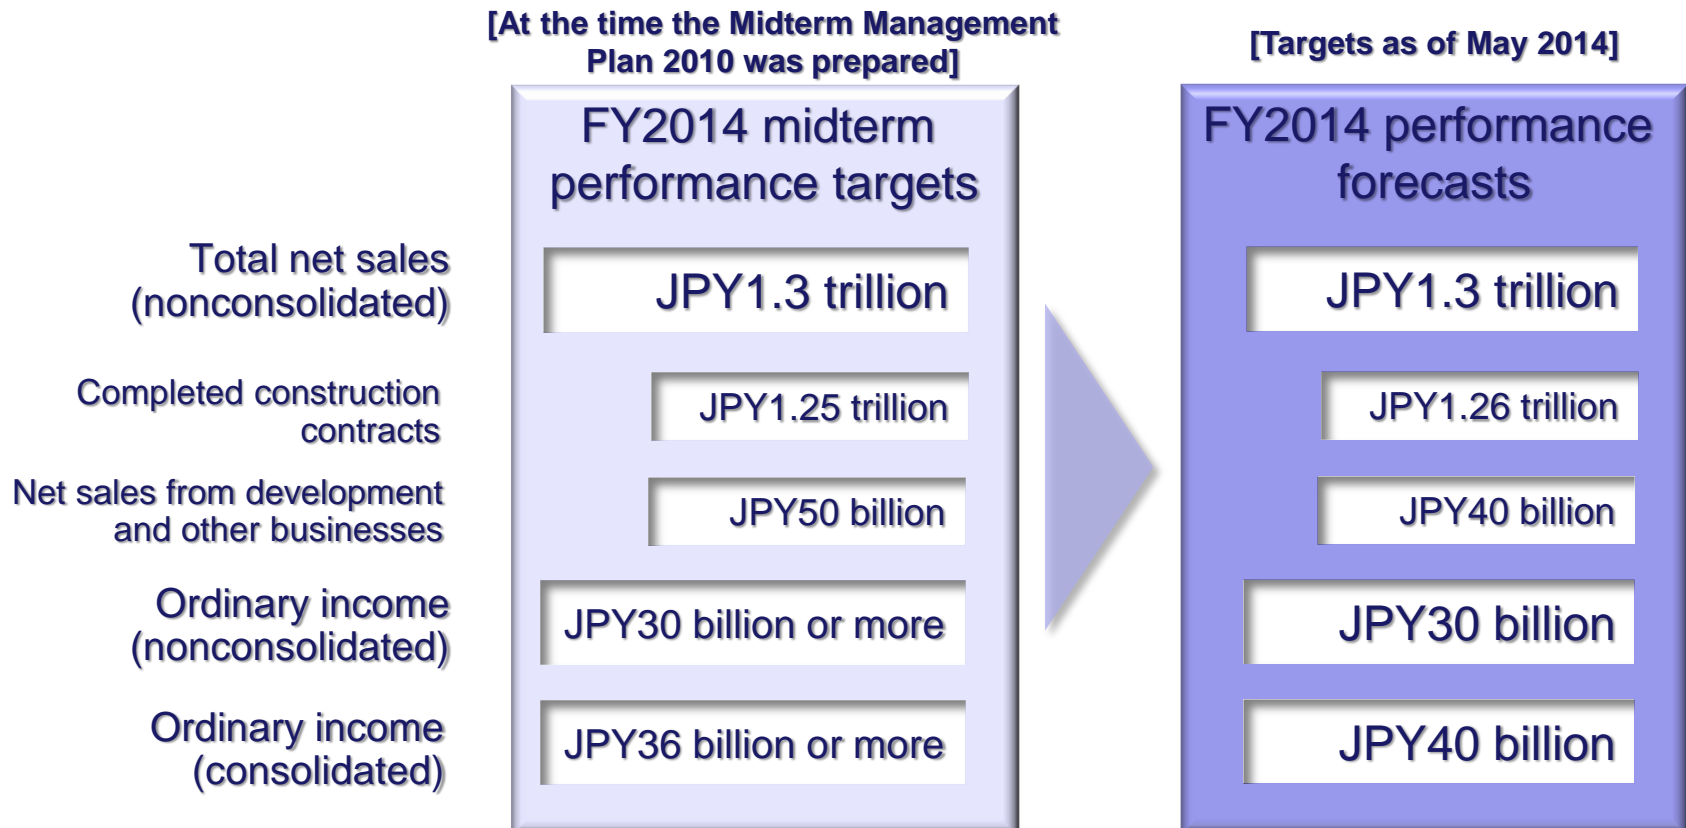 [At the time the Midterm Management
Plan 2010 was prepared]
[Targets as of May 2014]
FY2014 midterm
performance targets
FY2014 performance
forecasts
Total net sales
(nonconsolidated)
JPY1.3 trillion
JPY1.3 trillion
Completed construction
contracts
JPY1.25 trillion
JPY1.26 trillion
Net sales from development
and other businesses
JPY50 billion
JPY40 billion
Ordinary income
(nonconsolidated)
JPY30 billion or more
JPY30 billion
Ordinary income
(consolidated)
JPY36 billion or more
JPY40 billion